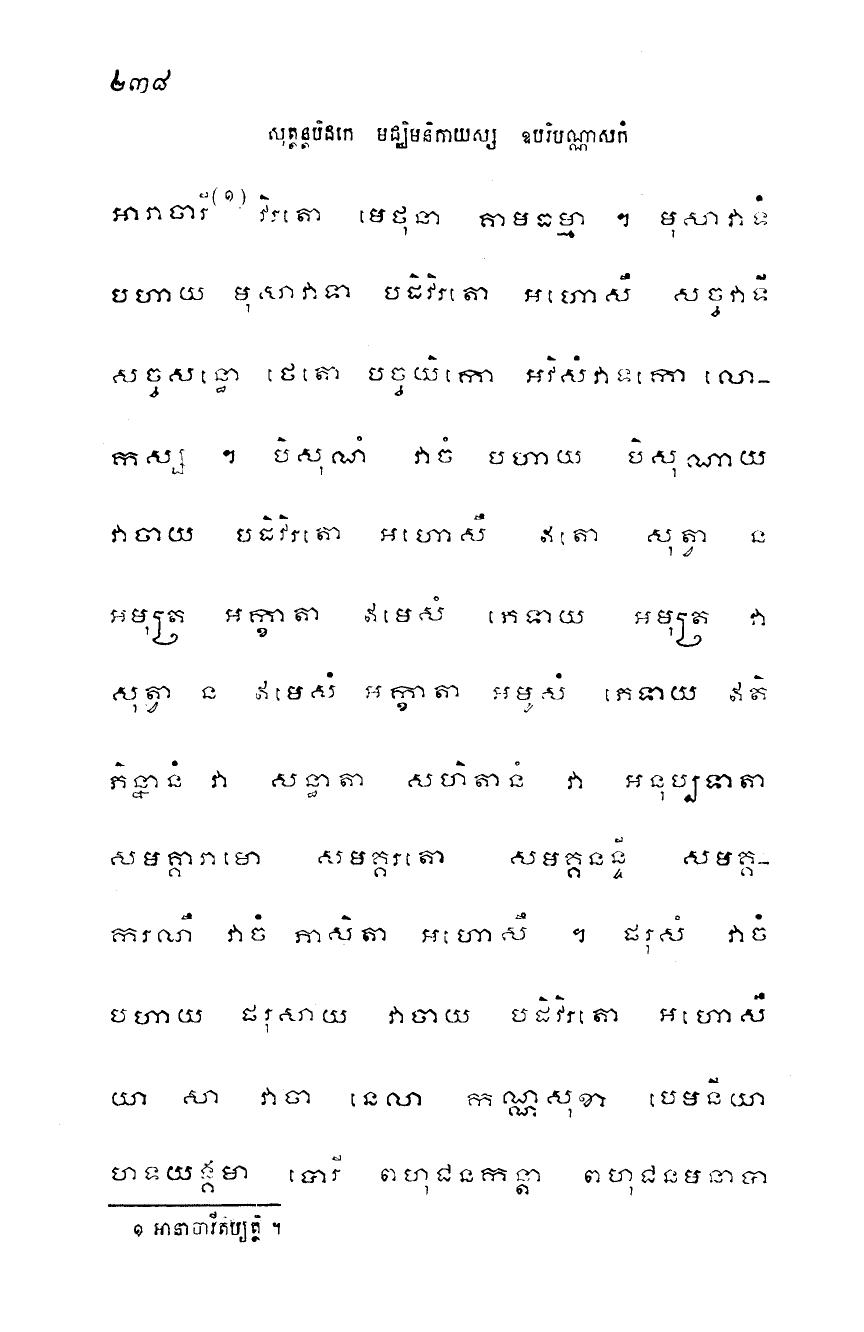 ២៣៨
សុត្តន្តបិដកេ មជ្ឈិមនិកាយស្ស ឧបរិបណ្ណាសកំ
អារាចារី(១) វិរតោ មេថុនា គាមធម្មា ។ មុសាវាទំ
បហាយ មុសាវាទា បដិវិរតោ អហោសឹ សច្ចវាទី
សច្ចសន្ធោ ថេតោ បច្ចយិកោ អវិសំវាទកោ លោ-
កស្ស ។ បិសុណំ វាចំ បហាយ បិសុណាយ
វាចាយ បដិវិរតោ អហោសឹ ឥតោ សុត្វា ន
អមុត្រ អក្ខាតា ឥមេសំ ភេទាយ អមុត្រ វា
សុត្វា ន ឥមេសំ អក្ខាតា អមូសំ ភេទាយ ឥតិ
ភិន្នានំ វា សន្ធាតា សហិតានំ វា អនុប្បទាតា
សមគ្គារាមោ សមគ្គរតោ សមគ្គនន្ទី សមគ្គ-
ករណឹ វាចំ ភាសិតា អហោសឹ ។ ផរុសំ វាចំ
បហាយ ផរុសាយ វាចាយ បដិវិរតោ អហោសឹ
យា សា វាចា នេលា កណ្ណសុខា បេមនីយា
ហទយង្គមា បោរី ពហុជនកន្តា ពហុជនមនាបា
១ អានាចារីតិប្យត្ថិ ។